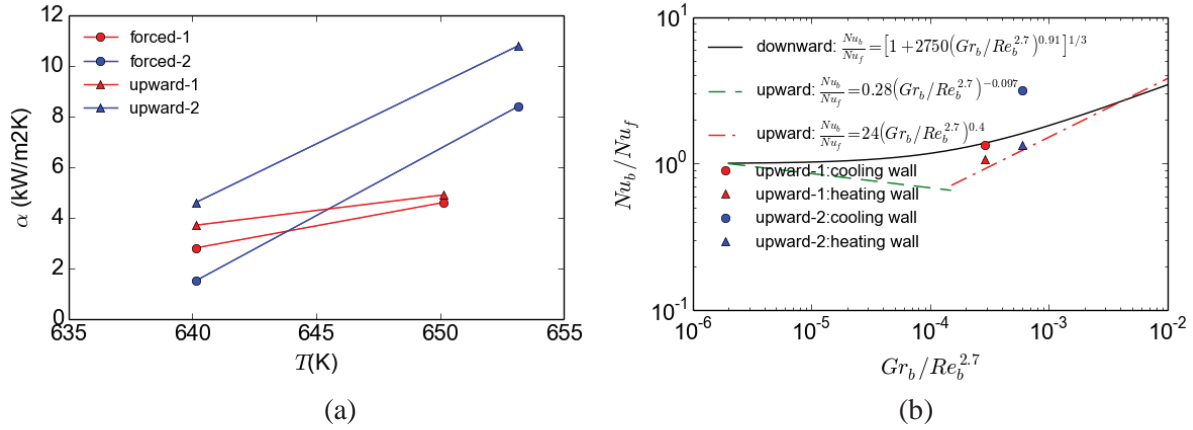 12
10
8
6
4
2
0
635
640
645
650
655
α (kW/m2K)
T(K)
forced-1
forced-2
upward-1
upward-2
(a)
10^1
10^0
10^-1
10^-6
10^-5
10^-4
10^-3
10^-2
Nu_b/Nu_f
Gr_b/Re_b^2.7
downward: Nu_b/Nu_f=[1+2750(Gr_b/Re_b^2.7)^0.91]^1/3
upward: Nu_b/Nu_f=0.28(Gr_b/Re_b^2.7)^-0.097
upward: Nu_b/Nu_f=24(Gr_b/Re_b^2.7)^0.4
upward-1:cooling wall
upward-1:heating wall
upward-2:cooling wall
upward-2:heating wall
(b)